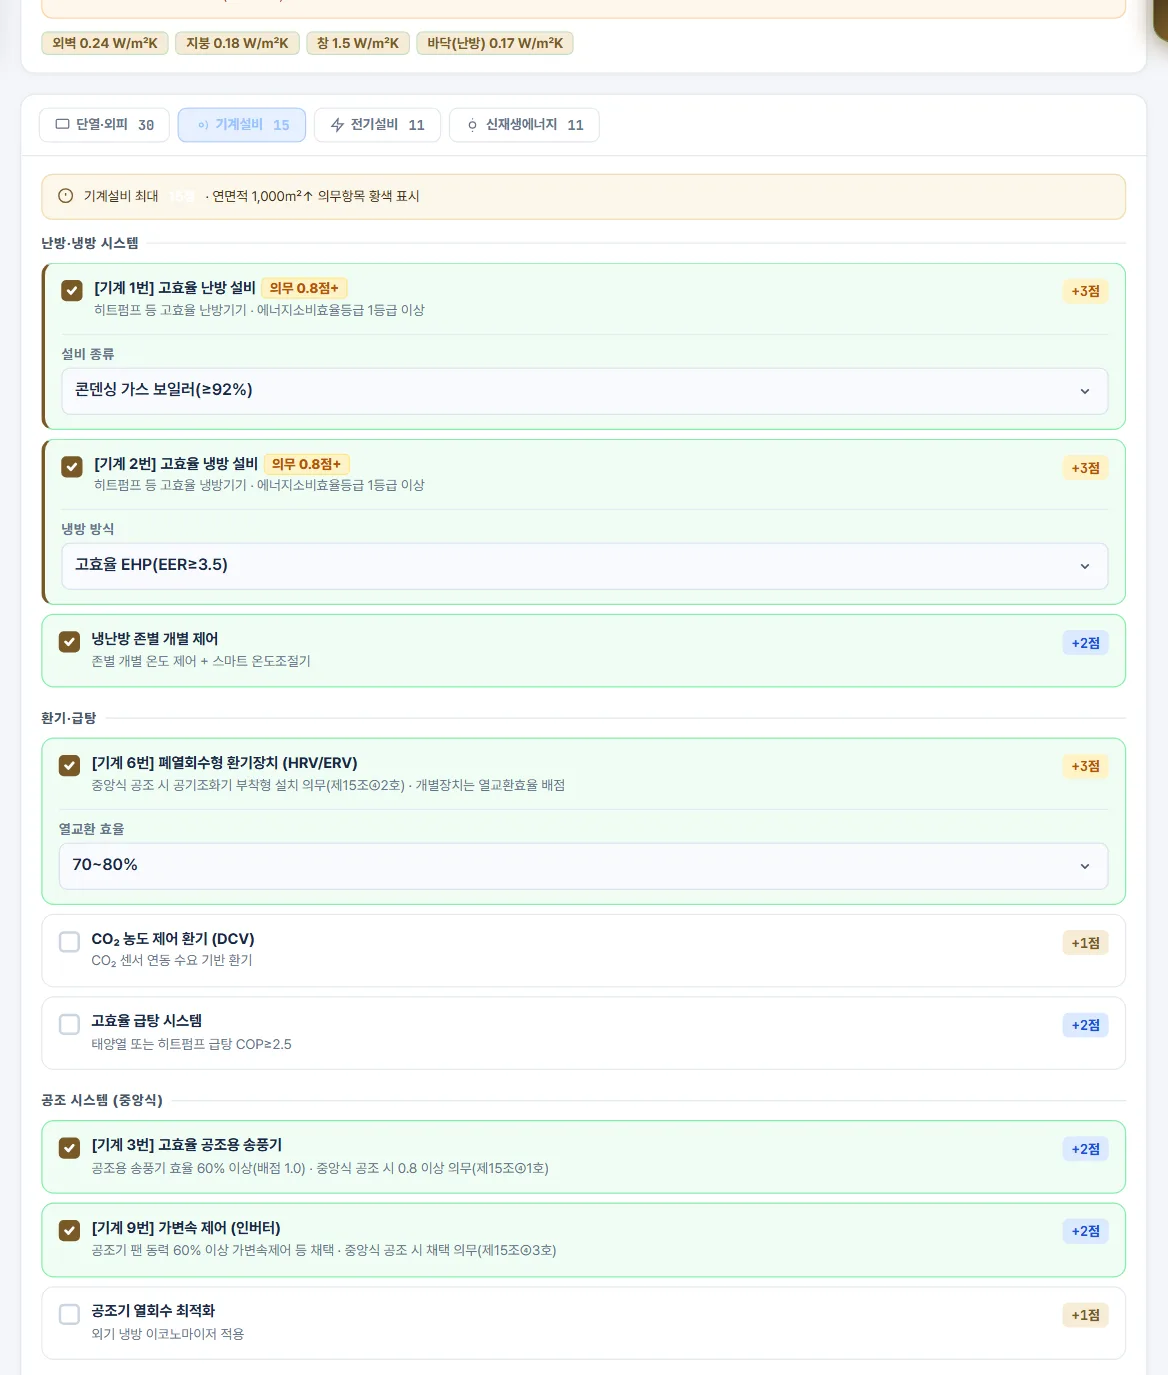 외벽 0.24 W/m²K 지붕 0.18 W/m²K 창 1.5 W/m²K 바닥(난방) 0.17 W/m²K
단열·외피 30 기계설비 15 전기설비 11 신재생에너지 11
기계설비 최대 · 연면적 1,000m²↑ 의무항목 황색 표시
난방·냉방 시스템
[기계 1번] 고효율 난방 설비 의무 0.8점+ +3점
히트펌프 등 고효율 난방기기 · 에너지소비효율등급 1등급 이상
설비 종류
콘덴싱 가스 보일러(≥92%)
[기계 2번] 고효율 냉방 설비 의무 0.8점+ +3점
히트펌프 등 고효율 냉방기기 · 에너지소비효율등급 1등급 이상
냉방 방식
고효율 EHP(EER≥3.5)
냉난방 존별 개별 제어 +2점
존별 개별 온도 제어 + 스마트 온도조절기
환기·급탕
[기계 6번] 폐열회수형 환기장치 (HRV/ERV) +3점
중앙식 공조 시 공기조화기 부착형 설치 의무(제15조④2호) · 개별장치는 열교환효율 배점
열교환 효율
70~80%
CO₂ 농도 제어 환기 (DCV) +1점
CO₂ 센서 연동 수요 기반 환기
고효율 급탕 시스템 +2점
태양열 또는 히트펌프 급탕 COP≥2.5
공조 시스템 (중앙식)
[기계 3번] 고효율 공조용 송풍기 +2점
공조용 송풍기 효율 60% 이상(배점 1.0) · 중앙식 공조 시 0.8 이상 의무(제15조④1호)
[기계 9번] 가변속 제어 (인버터) +2점
공조기 팬 동력 60% 이상 가변속제어 등 채택 · 중앙식 공조 시 채택 의무(제15조④3호)
공조기 열회수 최적화 +1점
외기 냉방 이코노마이저 적용